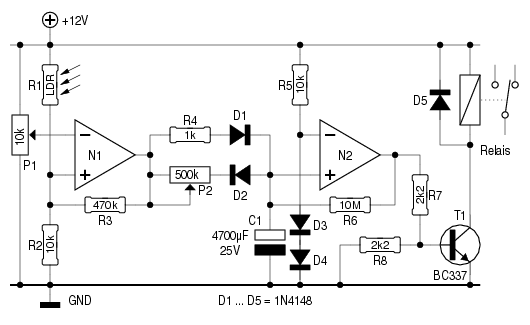 +12V
R1
LDR
R5
10k
D5
R4
1k
D1
10k
P1
N1
500k
P2
D2
N2
Relais
470k
R3
10M
R6
2k2
R7
T1
C1
4700µF
25V
D3
D4
R2
10k
2k2
R8
BC337
GND
D1 ... D5 = 1N4148